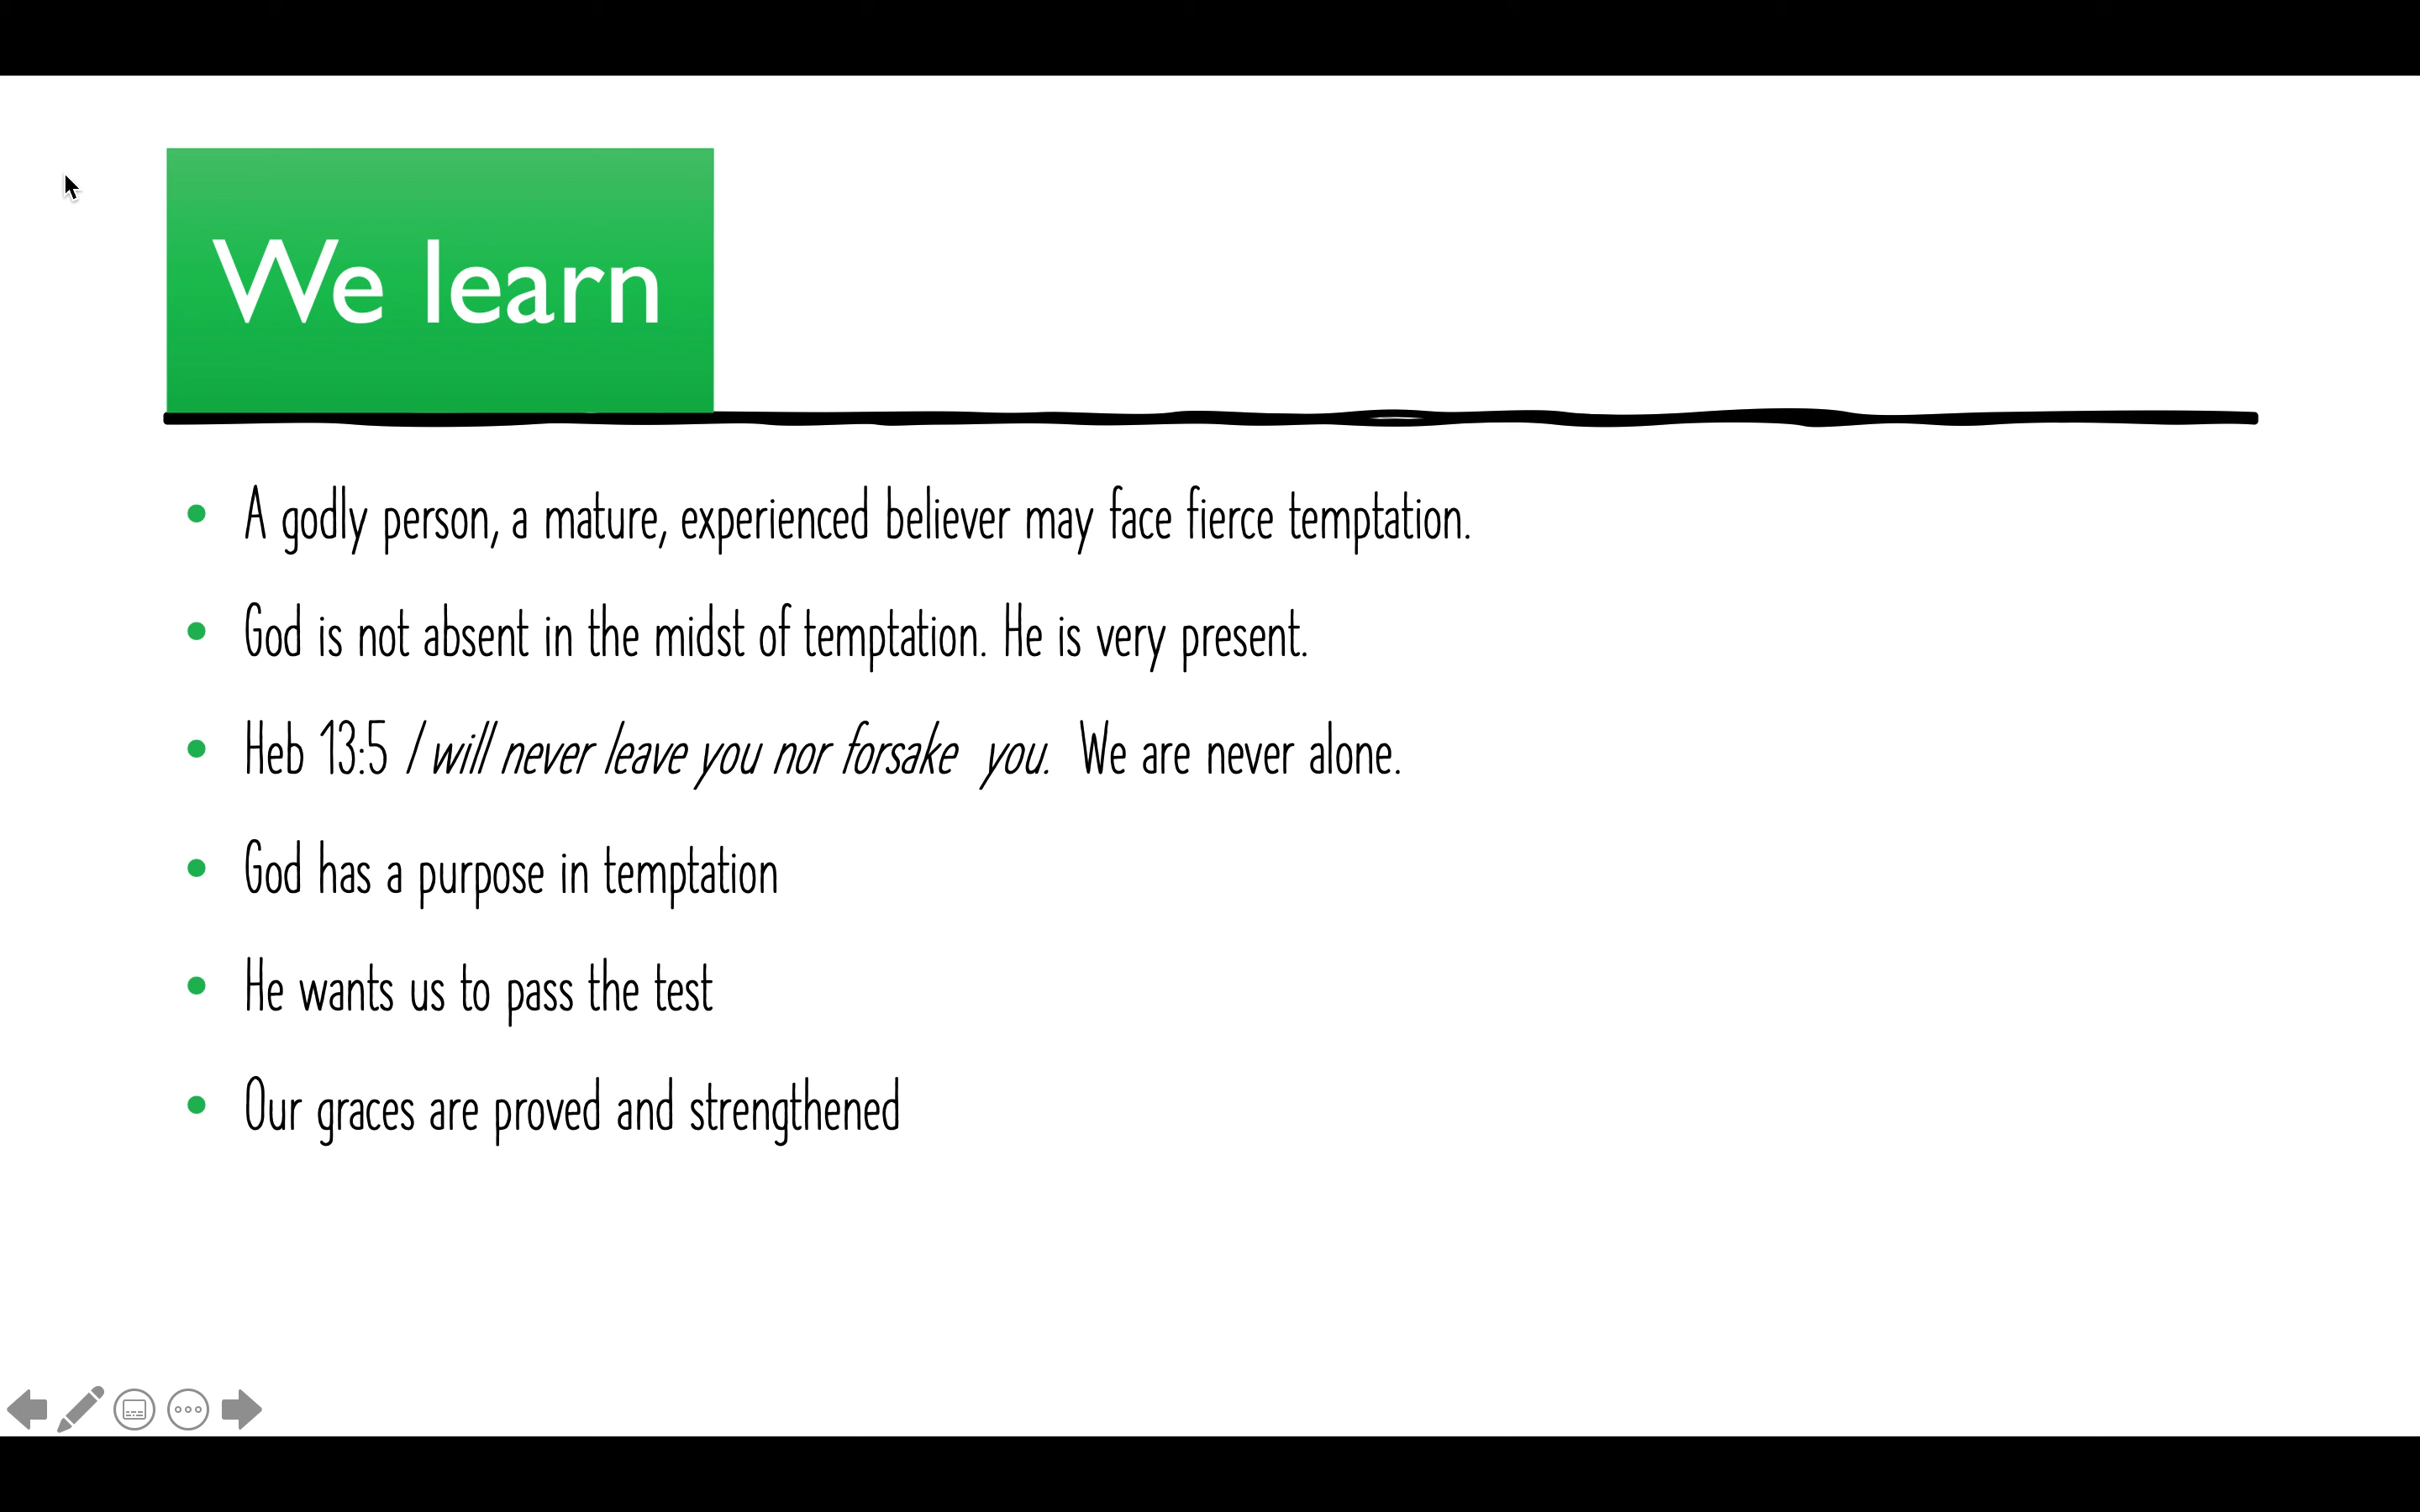 We learn
A godly person, a mature, experienced believer may face fierce temptation.
God is not absent in the midst of temptation. He is very present.
Heb 13:5 I will never leave you nor forsake you. We are never alone.
God has a purpose in temptation
He wants us to pass the test
Our graces are proved and strengthened